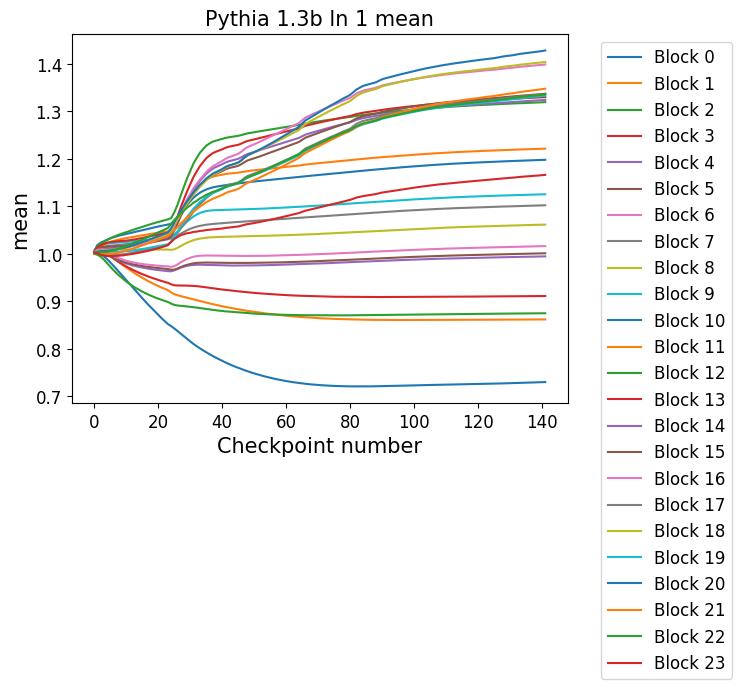 Pythia 1.3b ln 1 mean
mean
1.4
1.3
1.2
1.1
1.0
0.9
0.8
0.7
0 20 40 60 80 100 120 140
Checkpoint number
Block 0
Block 1
Block 2
Block 3
Block 4
Block 5
Block 6
Block 7
Block 8
Block 9
Block 10
Block 11
Block 12
Block 13
Block 14
Block 15
Block 16
Block 17
Block 18
Block 19
Block 20
Block 21
Block 22
Block 23